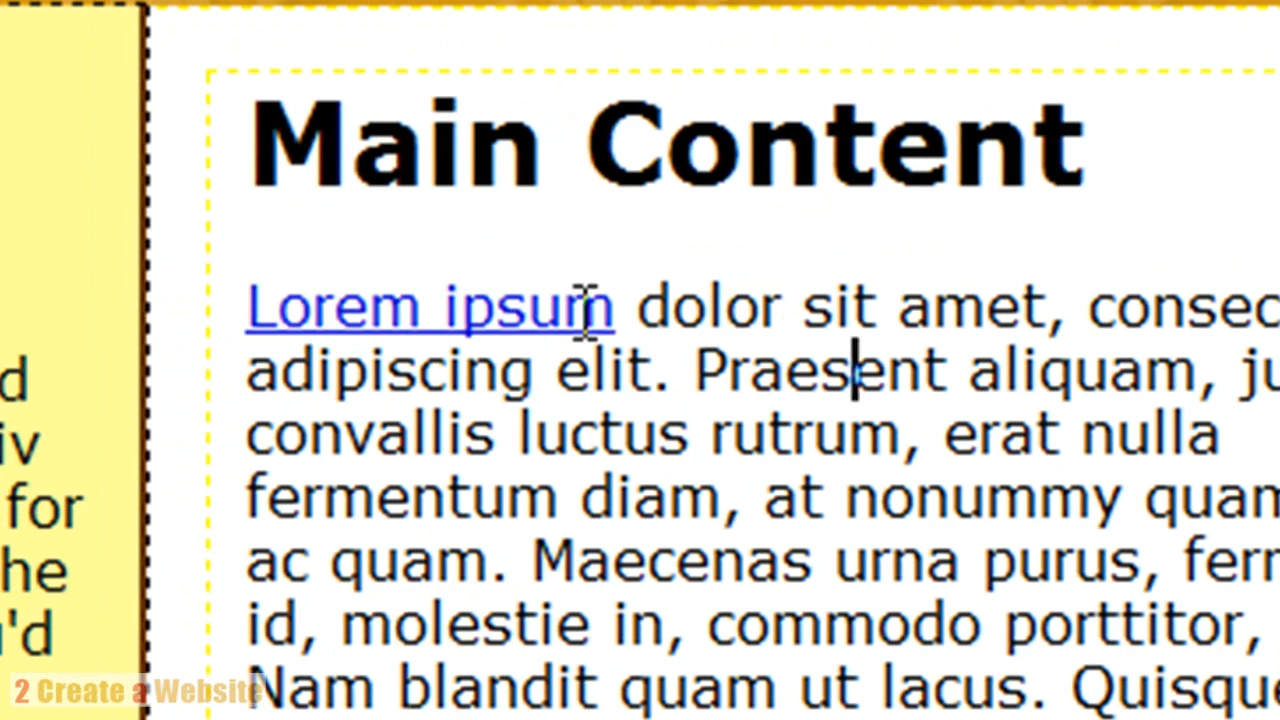 Main Content
Lorem ipsum dolor sit amet, consec
adipiscing elit. Praesent aliquam, ju
convallis luctus rutrum, erat nulla
fermentum diam, at nonummy quam
ac quam. Maecenas urna purus, ferm
id, molestie in, commodo porttitor,
Nam blandit quam ut lacus. Quisque
d
iv
for
he
u'd
2 Create a Website